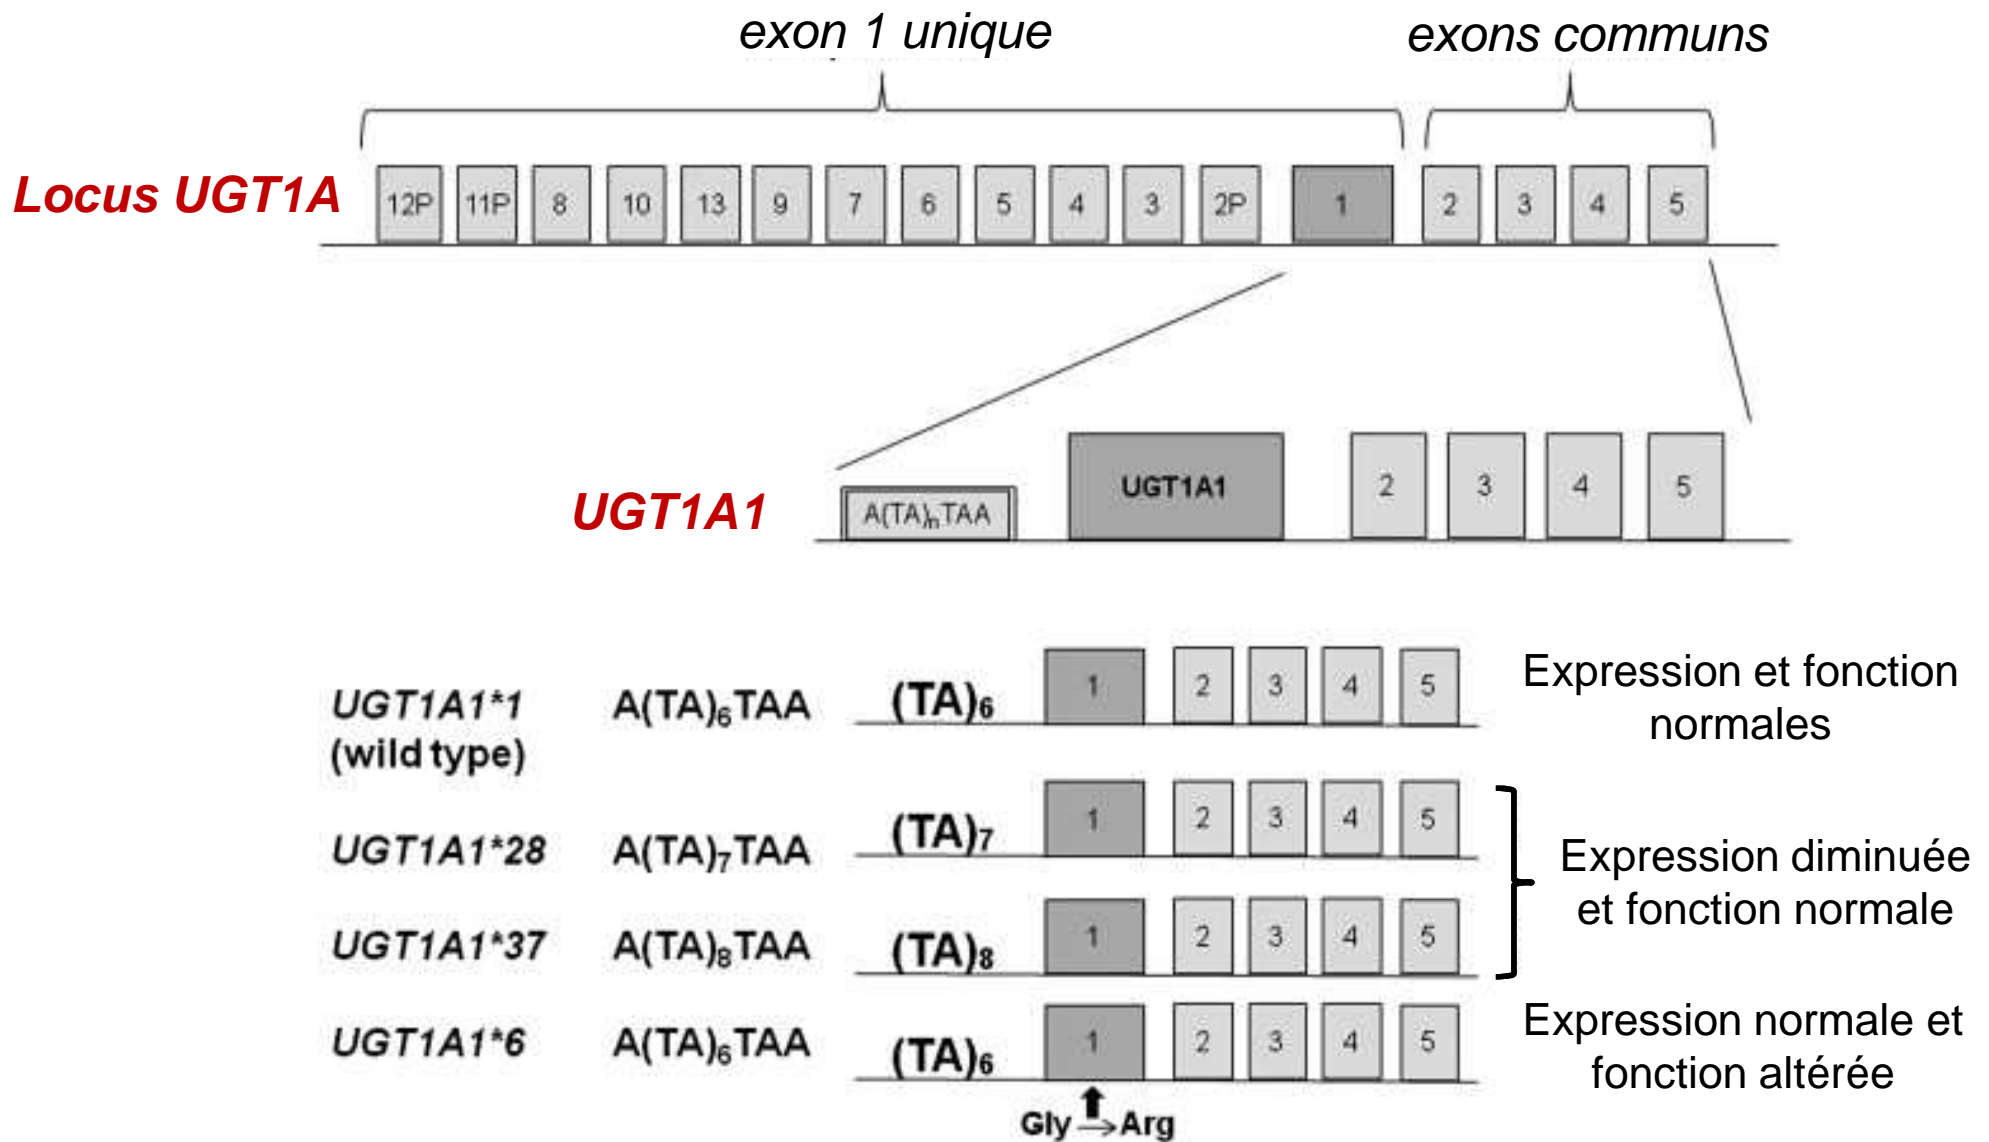 exon 1 unique exons communs
Locus UGT1A 12P 11P 8 10 13 9 7 6 5 4 3 2P 1 2 3 4 5
UGT1A1 A(TA)nTAA UGT1A1 2 3 4 5
UGT1A1*1 A(TA)6TAA (TA)6 1 2 3 4 5 Expression et fonction
(wild type) normales
UGT1A1*28 A(TA)7TAA (TA)7 1 2 3 4 5 Expression diminuée
UGT1A1*37 A(TA)8TAA (TA)8 1 2 3 4 5 et fonction normale
UGT1A1*6 A(TA)6TAA (TA)6 1 2 3 4 5 Expression normale et
fonction altérée
Gly → Arg